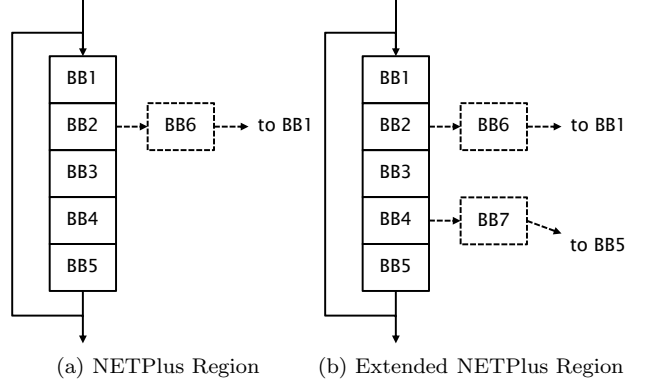 BB1
BB2
BB6
to BB1
BB3
BB4
BB5
BB1
BB2
BB6
to BB1
BB3
BB4
BB7
to BB5
BB5
(a) NETPlus Region
(b) Extended NETPlus Region